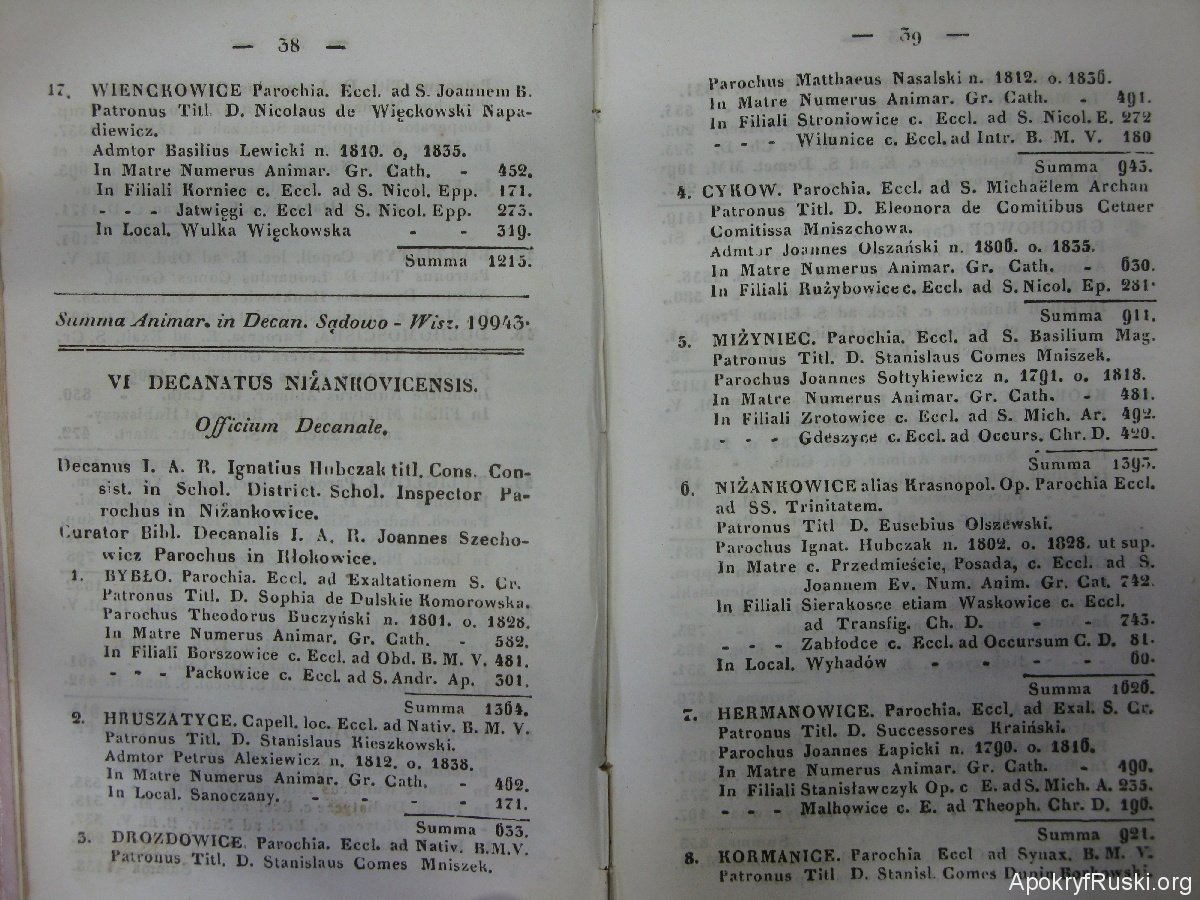 — 38 —
17. WIENCKOWICE Parochia. Eccl. ad S. Joannem B.
Patronus Titl. D. Nicolaus de Więckowski Napa-
diewicz.
Admtor Basilius Lewicki n. 1810. o, 1835.
In Matre Numerus Animar. Gr. Cath. - 452.
In Filiali Korniec c. Eccl. ad S. Nicol. Epp. 171.
- - - Jatwięgi c. Eccl ad S. Nicol. Epp. 273.
In Local. Wulka Więckowska - - 319.
Summa 1215.
Summa Animar. in Decan. Sądowo - Wisz. 19943.
VI DECANATUS NIŻANKOVICENSIS.
Officium Decanale.
Decanus I. A. R. Ignatius Hubczak titl. Cons. Con-
sist. in Schol. District. Schol. Inspector Pa-
rochus in Niżankowice.
Curator Bibl. Decanalis I. A. R. Joannes Szecho-
wicz Parochus in Kłokowice.
1. BYBŁO. Parochia. Eccl. ad Exaltationem S. Cr.
Patronus Titl. D. Sophia de Dulskie Komorowska.
Parochus Theodorus Buczyński n. 1801. o. 1828.
In Matre Numerus Animar. Gr. Cath. - 582.
In Filiali Borszowice c. Eccl. ad Obd. B. M. V. 481.
- - - Packowice c. Eccl. ad S. Andr. Ap. 301.
Summa 1364.
2. HRUSZATYCE. Capell. loc. Eccl. ad Nativ. B. M. V.
Patronus Titl. D. Stanislaus Kieszkowski.
Admtor Petrus Alexiewicz n. 1812. o. 1838.
In Matre Numerus Animar. Gr. Cath. - 462.
In Local. Sanoczany. - - - 171.
Summa 633.
3. DROZDOWICE. Parochia. Eccl. ad Nativ. B.M.V.
Patronus. Titl. D. Stanislaus Comes Mniszek.
— 39 —
Parochus Matthaeus Nasalski n. 1812. o. 1836.
In Matre Numerus Animar. Gr. Cath. - 491.
In Filiali Stroniowice c. Eccl. ad S. Nicol. E. 272
- - - Wilunice c. Eccl. ad Intr. B. M. V. 180
Summa 943.
4. CYKOW. Parochia. Eccl. ad S. Michaëlem Archan
Patronus Titl. D. Eleonora de Comitibus Cetner
Comitissa Mniszchowa.
Admtor Joannes Olszański n. 1806. o. 1835.
In Matre Numerus Animar. Gr. Cath. - 630.
In Filiali Rużybowice c. Eccl. ad S. Nicol. Ep. 281.
Summa 911.
5. MIŻYNIEC. Parochia. Eccl. ad S. Basilium Mag.
Patronus Titl. D. Stanislaus Comes Mniszek.
Parochus Joannes Sołtykiewicz n. 1791. o. 1818.
In Matre Numerus Animar. Gr. Cath. - 481.
In Filiali Zrotowice c. Eccl. ad S. Mich. Ar. 492.
- - - Gdeszyce c. Eccl. ad Occurs. Chr. D. 420.
Summa 1393.
6. NIŻANKOWICE alias Krasnopol. Op. Parochia Eccl.
ad SS. Trinitatem.
Patronus Titl D. Eusebius Olszewski.
Parochus Ignat. Hubczak n. 1802. o. 1828. ut sup.
In Matre c. Przedmieście, Posada, c. Eccl. ad S.
Joannem Ev. Num. Anim. Gr. Cat. 742.
In Filiali Sierakosce etiam Waskowice c. Eccl.
ad Transfig. Ch. D. - - 743.
- - - Zabłodce c. Eccl. ad Occursum C. D. 81.
In Local. Wyhadów - - - - 60.
Summa 1626.
7. HERMANOWICE. Parochia. Eccl. ad Exal. S. Cr.
Patronus Titl. D. Successores Kraiński.
Parochus Joannes Łapicki n. 1790. o. 1816.
In Matre Numerus Animar. Gr. Cath. - 490.
In Filiali Stanisławczyk Op. c E. ad S. Mich. A. 235.
- - - Malhowice c. E. ad Theoph. Chr. D. 196.
Summa 921.
8. KORMANICE. Parochia Eccl ad Synax. B. M. V.
Patronus Titl D. Stanisl. Comes Dunin Borkowski.
ApokryfRuski.org